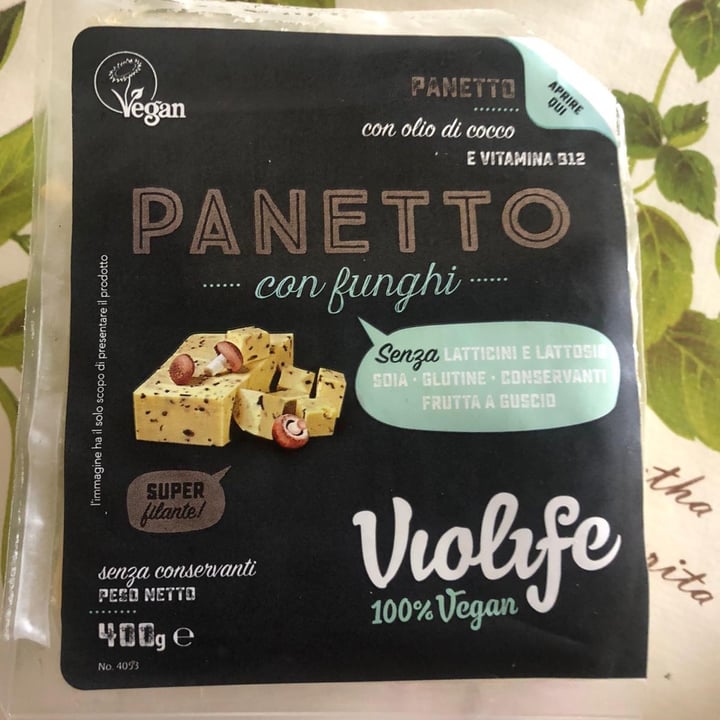 Vegan
PANETTO
con olio di cocco
E VITAMINA B12
APRIRE
QUI
PANETTO
con funghi
l'immagine ha il solo scopo di presentare il prodotto
Senza LATTICINI E LATTOSIO
SOIA · GLUTINE · CONSERVANTI
FRUTTA A GUSCIO
SUPER
filante!
senza conservanti
PESO NETTO
400g e
No. 4093
Violife
100% Vegan